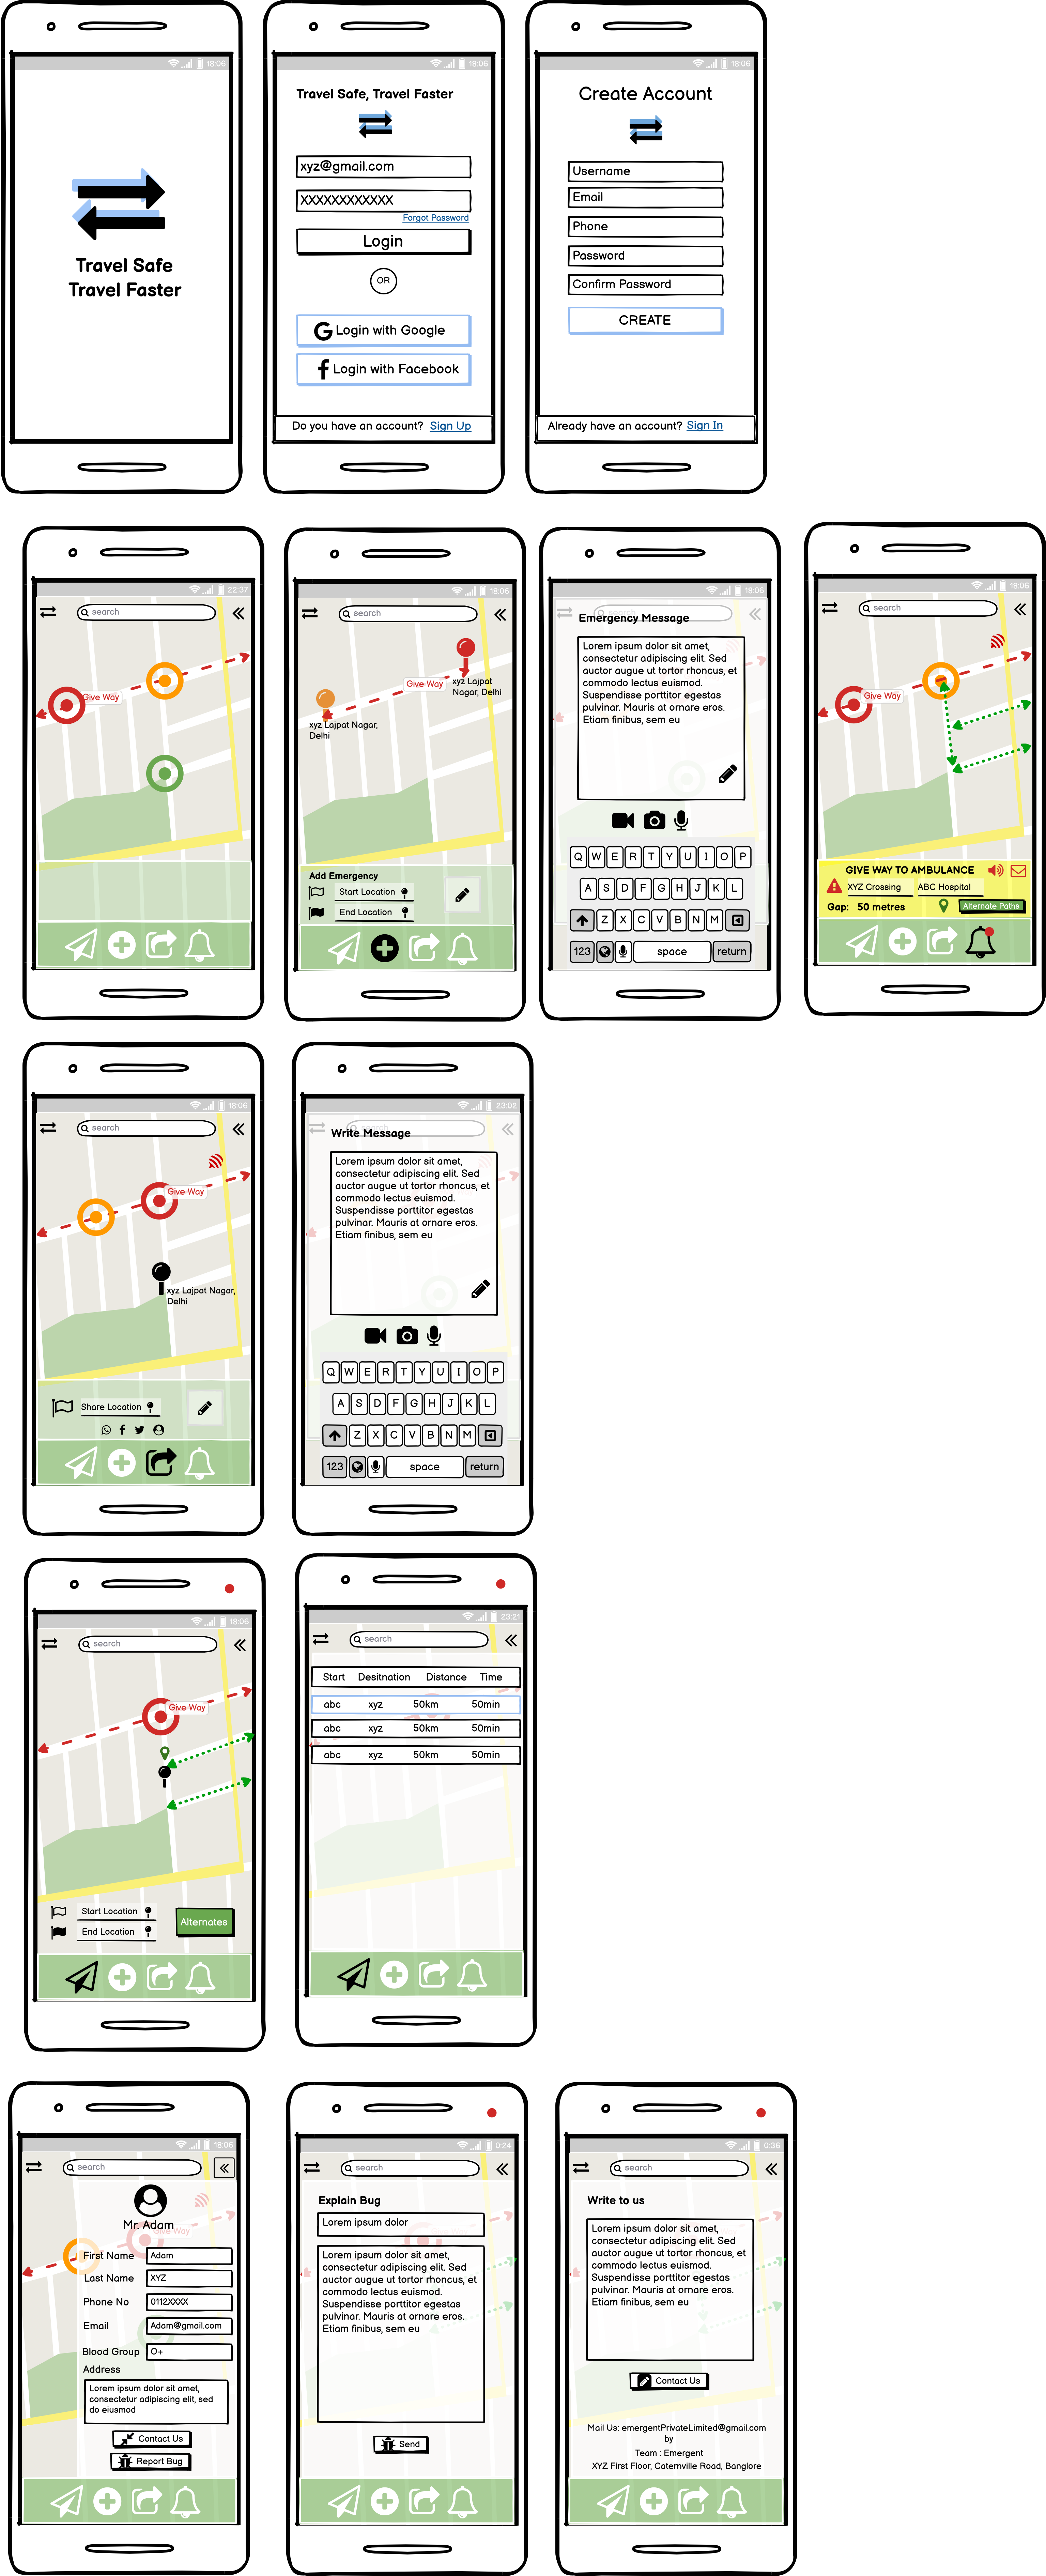 18:06
Travel Safe
Travel Faster
18:06
Travel Safe, Travel Faster
xyz@gmail.com
XXXXXXXXXXXX
Forgot Password
Login
OR
Login with Google
Login with Facebook
Do you have an account? Sign Up
18:06
Create Account
Username
Email
Phone
Password
Confirm Password
CREATE
Already have an account? Sign In
22:37
search
Give Way
18:06
search
Give Way
xyz Lajpat
Nagar, Delhi
xyz Lajpat Nagar,
Delhi
Add Emergency
Start Location
End Location
18:06
search
Emergency Message
Lorem ipsum dolor sit amet,
consectetur adipiscing elit. Sed
auctor augue ut tortor rhoncus, et
commodo lectus euismod.
Suspendisse porttitor egestas
pulvinar. Mauris at ornare eros.
Etiam finibus, sem eu
Q W E R T Y U I O P
A S D F G H J K L
Z X C V B N M
123 space return
18:06
search
Give Way
GIVE WAY TO AMBULANCE
XYZ Crossing ABC Hospital
Gap: 50 metres Alternate Paths
18:06
search
Give Way
xyz Lajpat Nagar,
Delhi
Share Location
23:02
search
Write Message
Lorem ipsum dolor sit amet,
consectetur adipiscing elit. Sed
auctor augue ut tortor rhoncus, et
commodo lectus euismod.
Suspendisse porttitor egestas
pulvinar. Mauris at ornare eros.
Etiam finibus, sem eu
Q W E R T Y U I O P
A S D F G H J K L
Z X C V B N M
123 space return
18:06
search
Give Way
Start Location
End Location
Alternates
23:21
search
Start Desitnation Distance Time
abc xyz 50km 50min
abc xyz 50km 50min
abc xyz 50km 50min
18:06
search
Mr. Adam
Give Way
First Name Adam
Last Name XYZ
Phone No 0112XXXX
Email Adam@gmail.com
Blood Group O+
Address
Lorem ipsum dolor sit amet,
consectetur adipiscing elit, sed
do eiusmod
Contact Us
Report Bug
0:24
search
Explain Bug
Lorem ipsum dolor
Lorem ipsum dolor sit amet,
consectetur adipiscing elit. Sed
auctor augue ut tortor rhoncus, et
commodo lectus euismod.
Suspendisse porttitor egestas
pulvinar. Mauris at ornare eros.
Etiam finibus, sem eu
Send
0:36
search
Write to us
Lorem ipsum dolor sit amet,
consectetur adipiscing elit. Sed
auctor augue ut tortor rhoncus, et
commodo lectus euismod.
Suspendisse porttitor egestas
pulvinar. Mauris at ornare eros.
Etiam finibus, sem eu
Contact Us
Mail Us: emergentPrivateLimited@gmail.com
by
Team : Emergent
XYZ First Floor, Caternville Road, Banglore